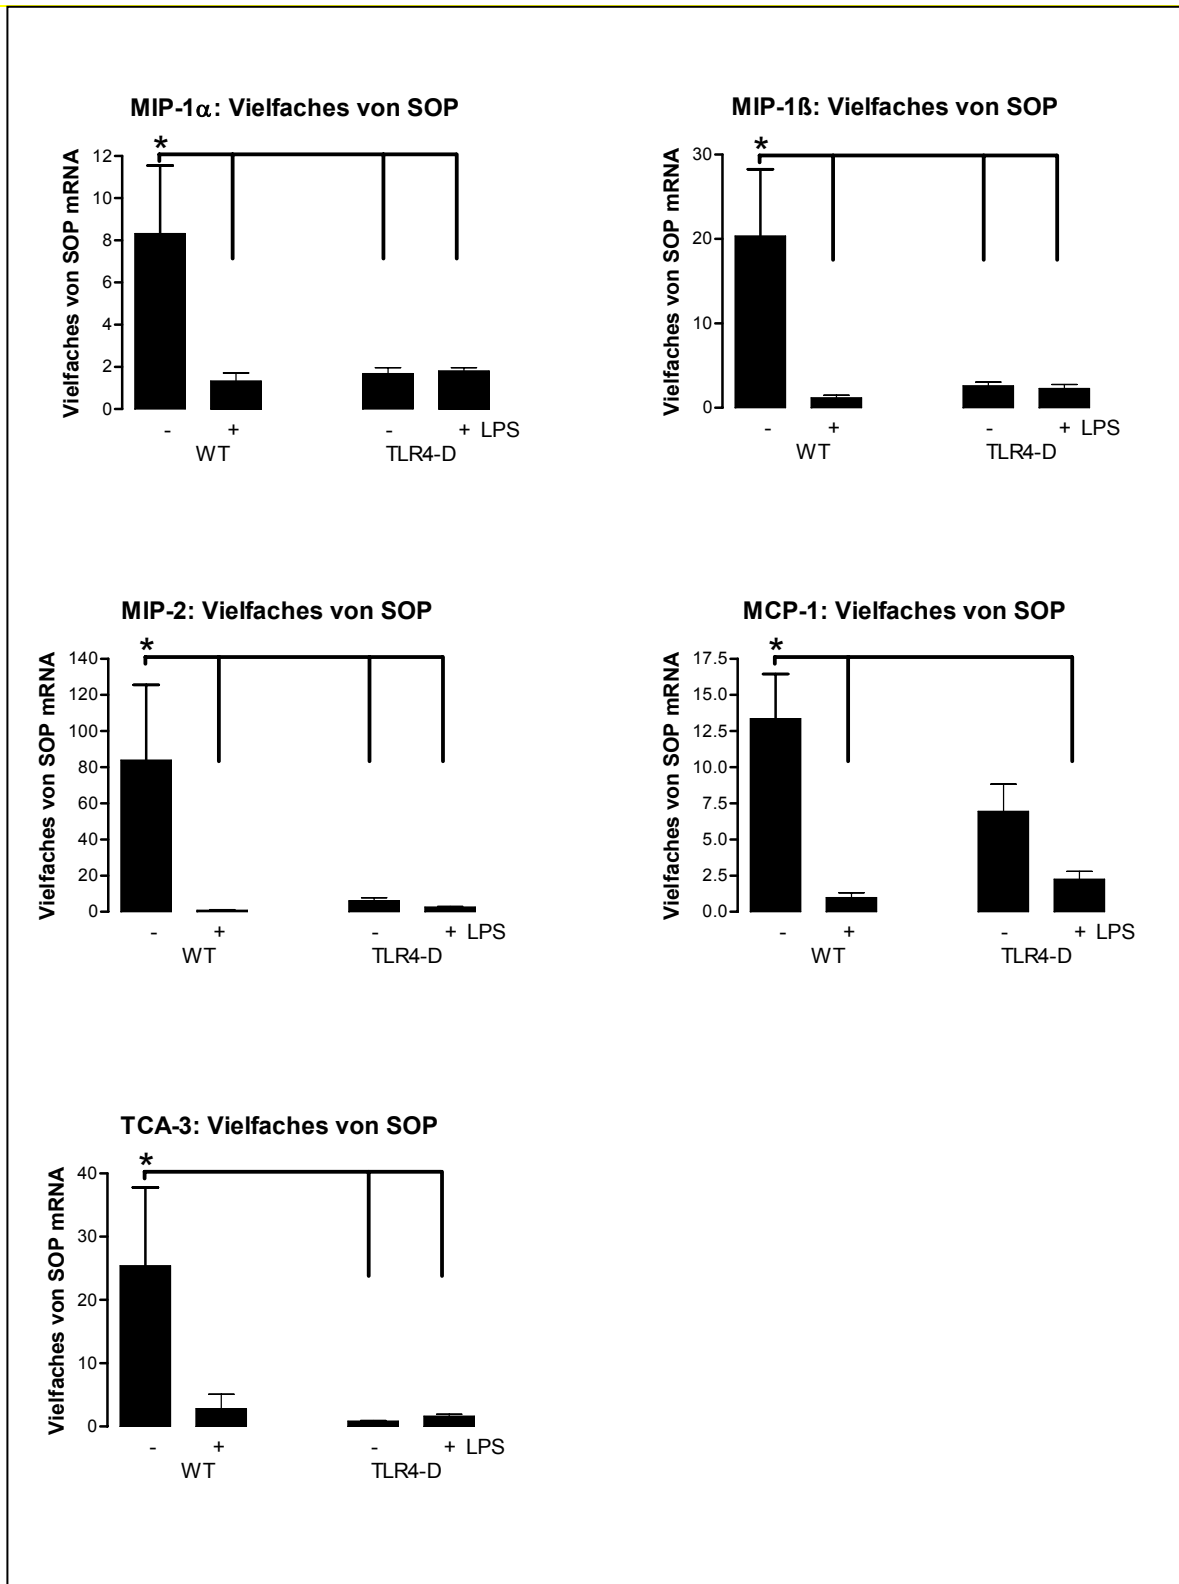 MIP-1α: Vielfaches von SOP
*
Vielfaches von SOP mRNA
12
10
8
6
4
2
0
- + - + LPS
WT TLR4-D
MIP-1ß: Vielfaches von SOP
*
Vielfaches von SOP mRNA
30
20
10
0
- + - + LPS
WT TLR4-D
MIP-2: Vielfaches von SOP
*
Vielfaches von SOP mRNA
140
120
100
80
60
40
20
0
- + - + LPS
WT TLR4-D
MCP-1: Vielfaches von SOP
*
Vielfaches von SOP mRNA
17.5
15.0
12.5
10.0
7.5
5.0
2.5
0.0
- + - + LPS
WT TLR4-D
TCA-3: Vielfaches von SOP
*
Vielfaches von SOP mRNA
40
30
20
10
0
- + - + LPS
WT TLR4-D